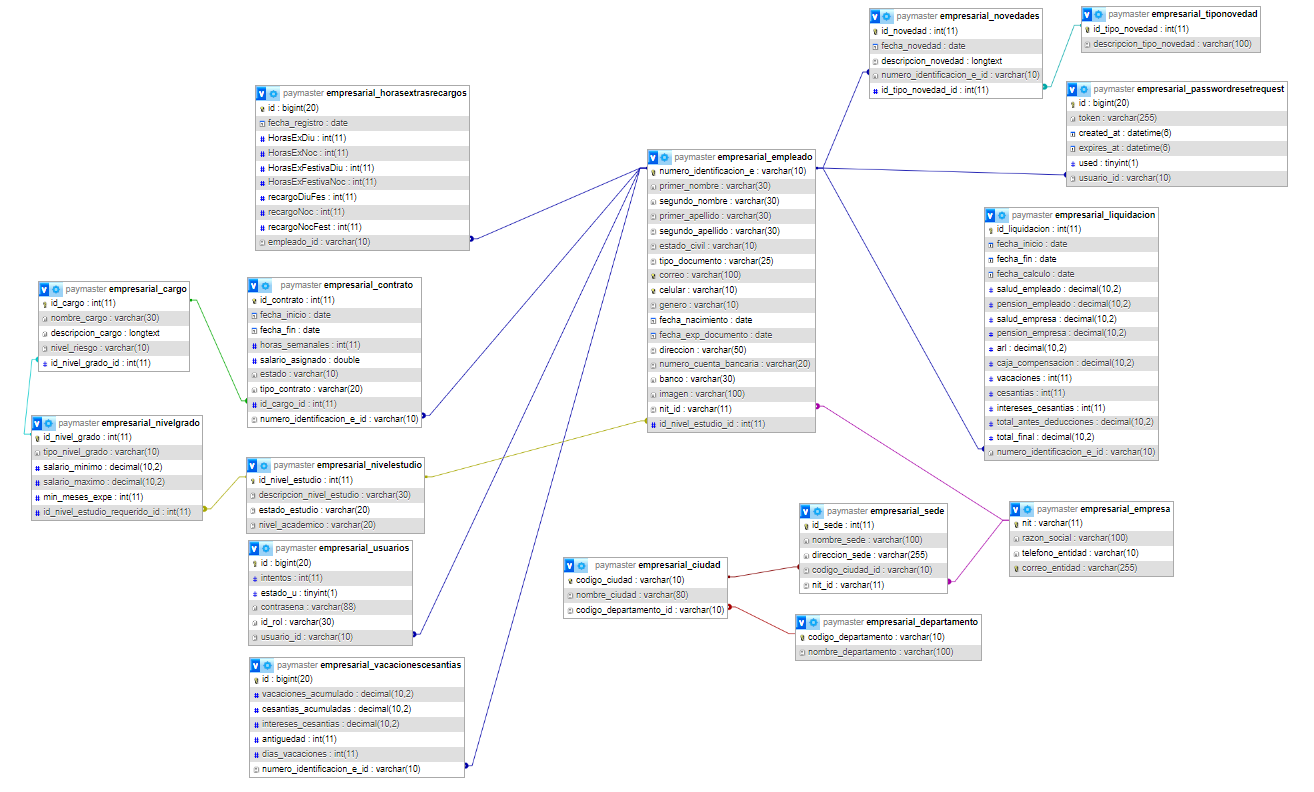 paymaster empresarial_novedades
id_novedad : int(11)
fecha_novedad : date
descripcion_novedad : longtext
numero_identificacion_e_id : varchar(10)
id_tipo_novedad_id : int(11)
paymaster empresarial_tiponovedad
id_tipo_novedad : int(11)
descripcion_tipo_novedad : varchar(100)
paymaster empresarial_passwordresetrequest
id : bigint(20)
token : varchar(255)
created_at : datetime(6)
expires_at : datetime(6)
used : tinyint(1)
usuario_id : varchar(10)
paymaster empresarial_horasextrasrecargos
id : bigint(20)
fecha_registro : date
HorasExDiu : int(11)
HorasExNoc : int(11)
HorasExFestivaDiu : int(11)
HorasExFestivaNoc : int(11)
recargoDiuFes : int(11)
recargoNoc : int(11)
recargoNocFest : int(11)
empleado_id : varchar(10)
paymaster empresarial_empleado
numero_identificacion_e : varchar(10)
primer_nombre : varchar(30)
segundo_nombre : varchar(30)
primer_apellido : varchar(30)
segundo_apellido : varchar(30)
estado_civil : varchar(10)
tipo_documento : varchar(25)
correo : varchar(100)
celular : varchar(10)
genero : varchar(10)
fecha_nacimiento : date
fecha_exp_documento : date
direccion : varchar(50)
numero_cuenta_bancaria : varchar(20)
banco : varchar(30)
imagen : varchar(100)
nit_id : varchar(11)
id_nivel_estudio_id : int(11)
paymaster empresarial_liquidacion
id_liquidacion : int(11)
fecha_inicio : date
fecha_fin : date
fecha_calculo : date
salud_empleado : decimal(10,2)
pension_empleado : decimal(10,2)
salud_empresa : decimal(10,2)
pension_empresa : decimal(10,2)
arl : decimal(10,2)
caja_compensacion : decimal(10,2)
vacaciones : int(11)
cesantias : int(11)
intereses_cesantias : int(11)
total_antes_deducciones : decimal(10,2)
total_final : decimal(10,2)
numero_identificacion_e_id : varchar(10)
paymaster empresarial_cargo
id_cargo : int(11)
nombre_cargo : varchar(30)
descripcion_cargo : longtext
nivel_riesgo : varchar(10)
id_nivel_grado_id : int(11)
paymaster empresarial_contrato
id_contrato : int(11)
fecha_inicio : date
fecha_fin : date
horas_semanales : int(11)
salario_asignado : double
estado : varchar(10)
tipo_contrato : varchar(20)
id_cargo_id : int(11)
numero_identificacion_e_id : varchar(10)
paymaster empresarial_nivelgrado
id_nivel_grado : int(11)
tipo_nivel_grado : varchar(10)
salario_minimo : decimal(10,2)
salario_maximo : decimal(10,2)
min_meses_expe : int(11)
id_nivel_estudio_requerido_id : int(11)
paymaster empresarial_nivelestudio
id_nivel_estudio : int(11)
descripcion_nivel_estudio : varchar(30)
estado_estudio : varchar(20)
nivel_academico : varchar(20)
paymaster empresarial_usuarios
id : bigint(20)
intentos : int(11)
estado_u : tinyint(1)
contrasena : varchar(88)
id_rol : varchar(30)
usuario_id : varchar(10)
paymaster empresarial_vacacionescesantias
id : bigint(20)
vacaciones_acumulado : decimal(10,2)
cesantias_acumuladas : decimal(10,2)
intereses_cesantias : decimal(10,2)
antiguedad : int(11)
dias_vacaciones : int(11)
numero_identificacion_e_id : varchar(10)
paymaster empresarial_ciudad
codigo_ciudad : varchar(10)
nombre_ciudad : varchar(80)
codigo_departamento_id : varchar(10)
paymaster empresarial_sede
id_sede : int(11)
nombre_sede : varchar(100)
direccion_sede : varchar(255)
codigo_ciudad_id : varchar(10)
nit_id : varchar(11)
paymaster empresarial_empresa
nit : varchar(11)
razon_social : varchar(100)
telefono_entidad : varchar(10)
correo_entidad : varchar(255)
paymaster empresarial_departamento
codigo_departamento : varchar(10)
nombre_departamento : varchar(100)